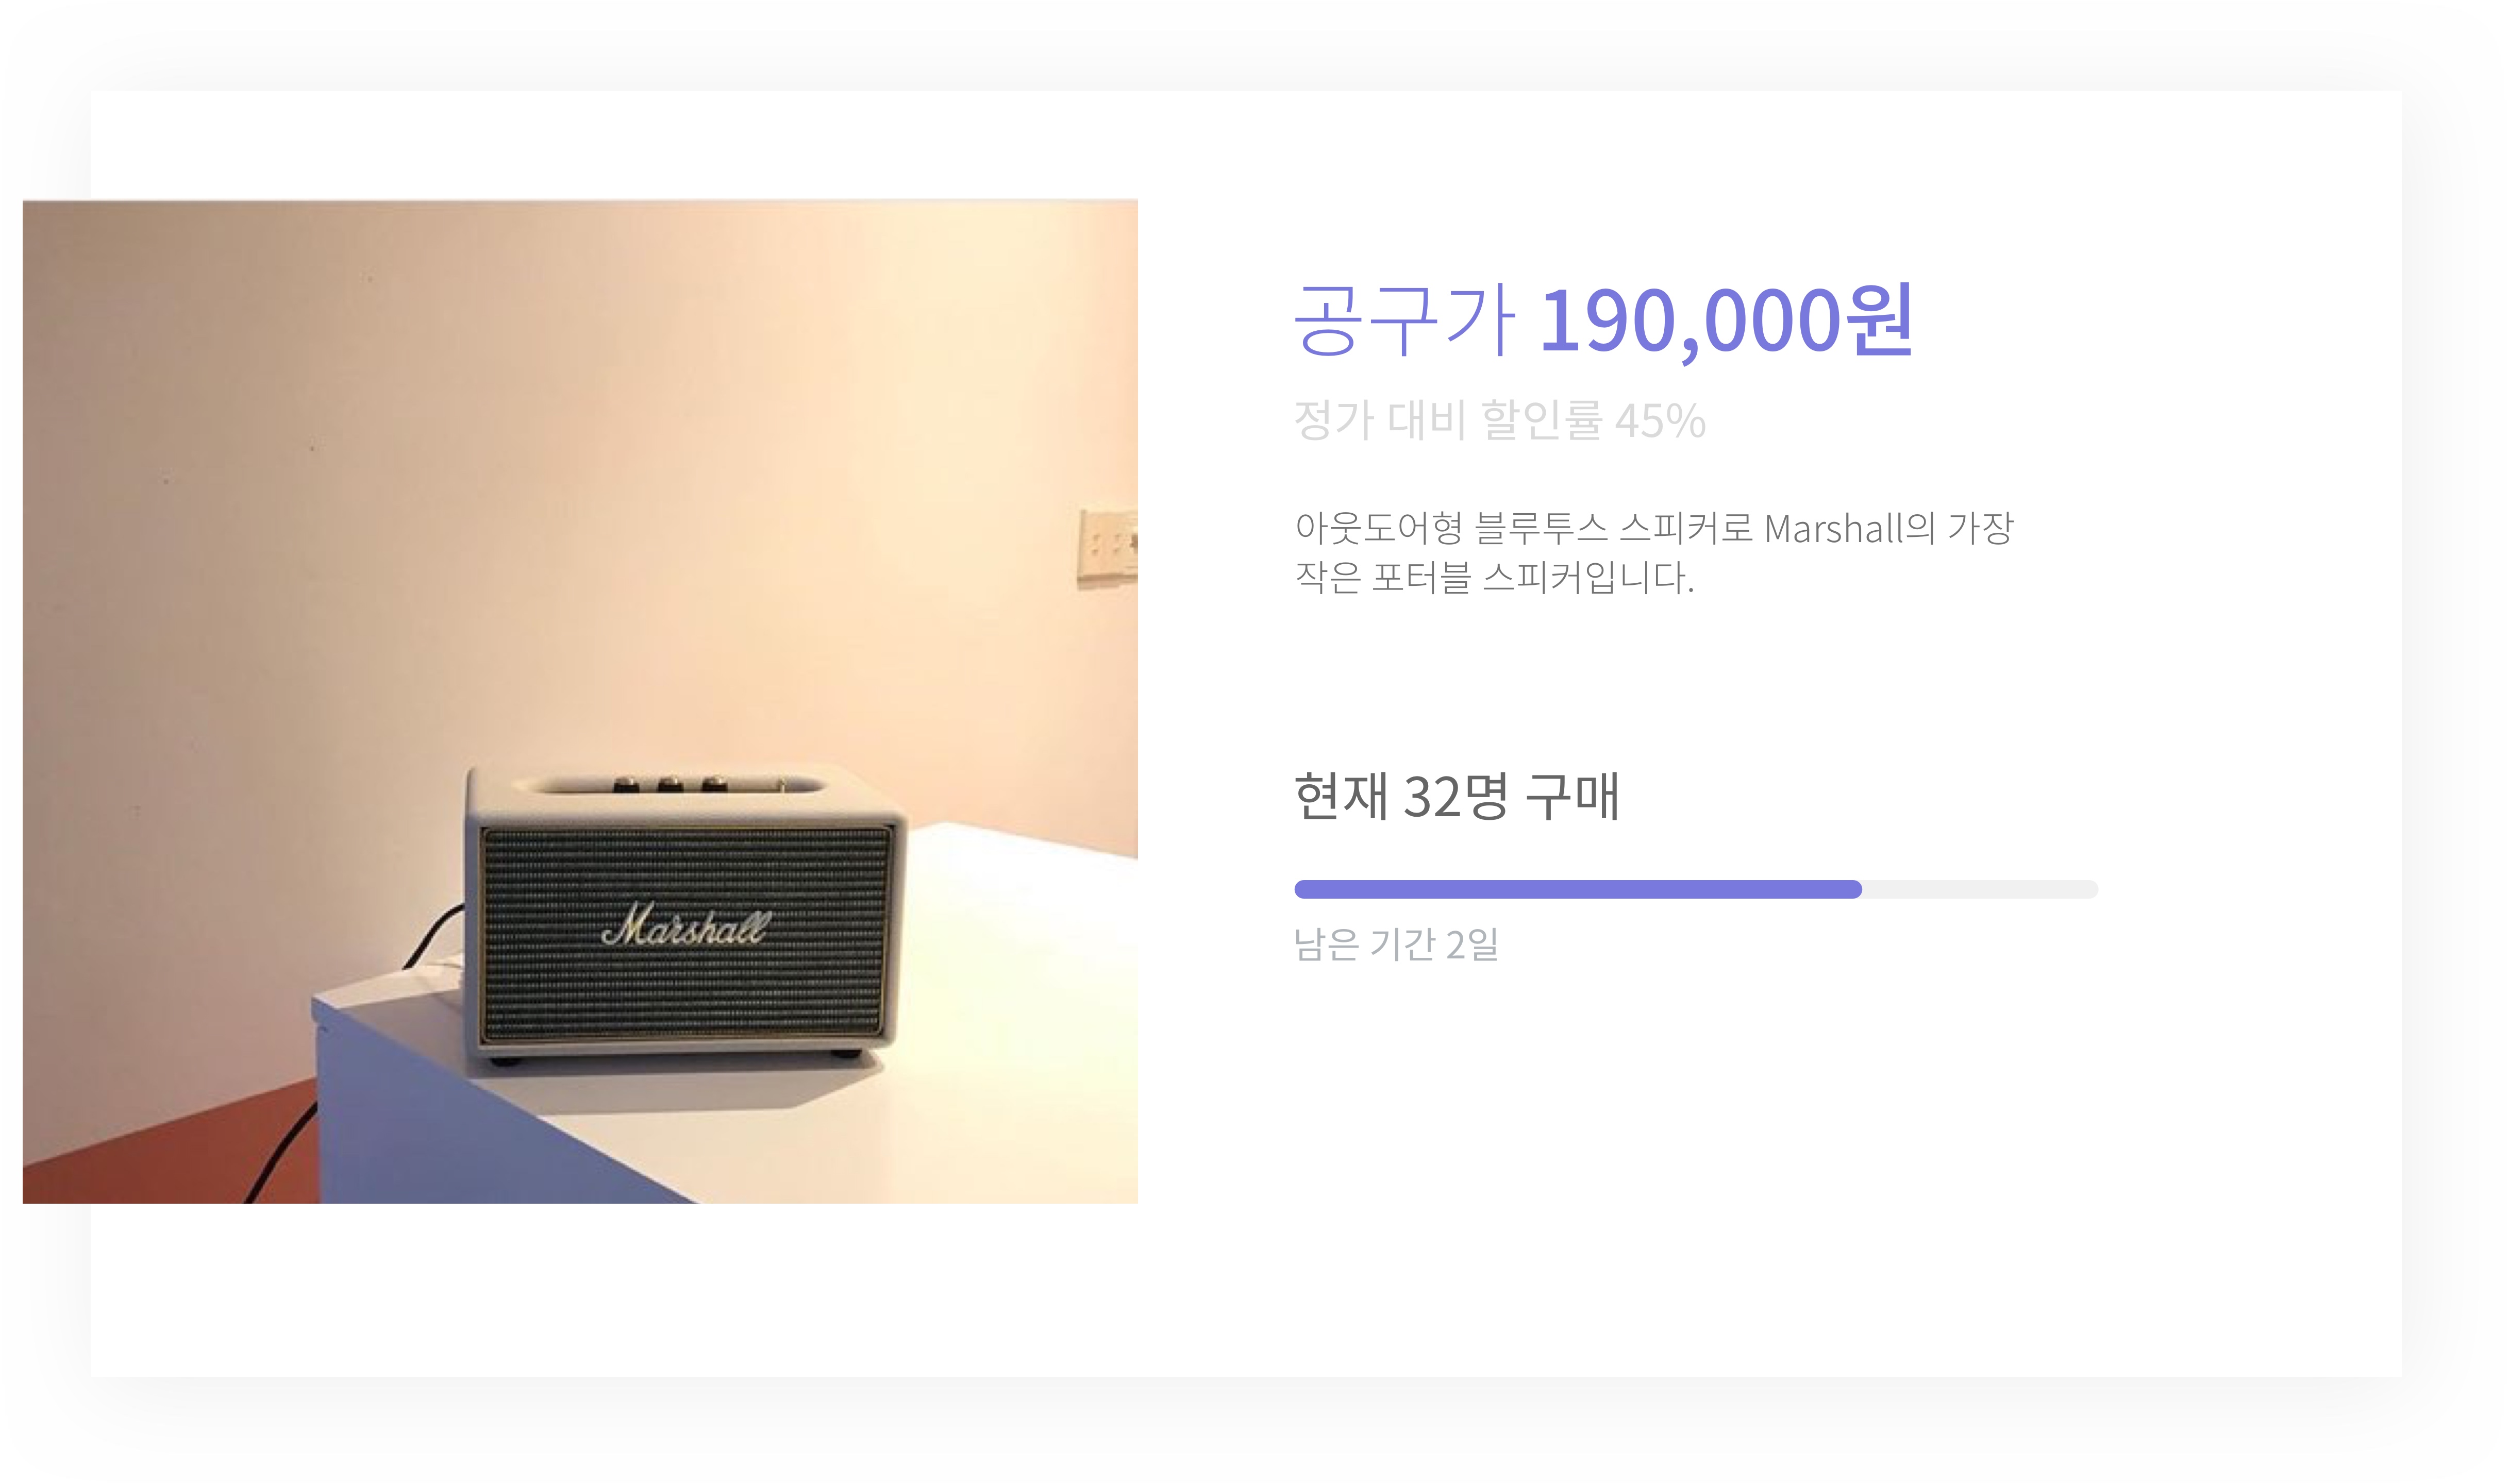 공구가 190,000원
정가 대비 할인률 45%
아웃도어형 블루투스 스피커로 Marshall의 가장
작은 포터블 스피커입니다.
현재 32명 구매
남은 기간 2일
Marshall